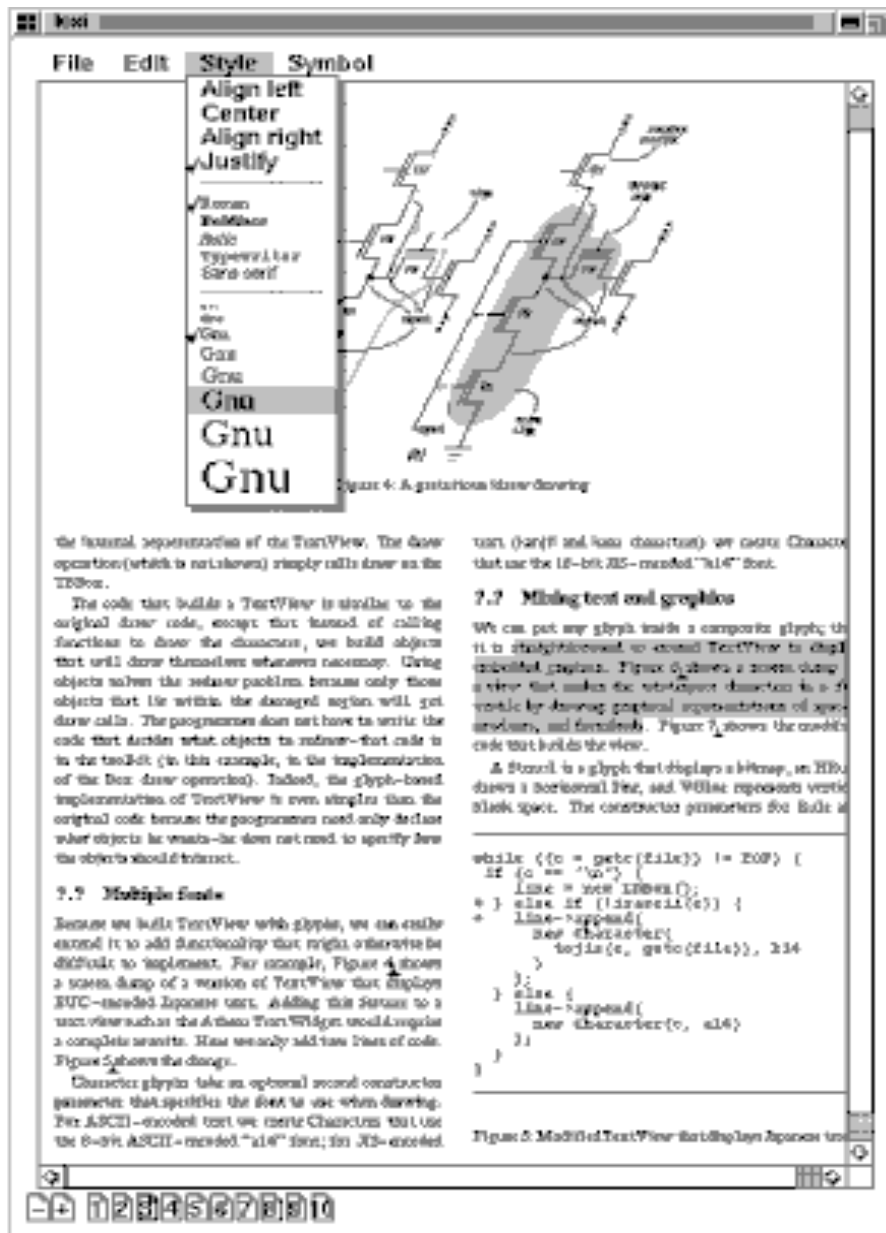 File Edit Style Symbol
Align left
Center
Align right
Justify
Roman
Boldface
Italic
Typewriter
Sans-serif
Gnu
Gnu
Gnu
Gnu
Gnu
Gnu
A gratuitous idraw drawing
the internal representation of the TextView. The draw
operation (which is not shown) simply calls draw on the
TBBox.
The code that builds a TextView is similar to the
original draw code, except that instead of calling
functions to draw the characters, we build objects
that will draw themselves whenever necessary. Using
objects solves the redraw problem because only those
objects that lie within the damaged region will get
draw calls. The programmer does not have to write the
code that decides what objects to redraw—that code is
in the toolkit (in this example, in the implementation
of the Box draw operation). Indeed, the glyph-based
implementation of TextView is even simpler than the
original code because the programmer need only declare
what objects he wants—he does not need to specify how
the objects should interact.
?.? Multiple fonts
Because we built TextView with glyphs, we can easily
extend it to add functionality that might otherwise be
difficult to implement. For example, Figure 4 shows
a screen dump of a version of TextView that displays
EUC-encoded Japanese text. Adding this feature to a
text view such as the Athena TextWidget would require
a complete rewrite. Here we only add two lines of code.
Figure 5 shows the change.
Character glyphs take an optional second constructor
parameter that specifies the font to use when drawing.
For ASCII-encoded text we create Characters that use
the 8-bit ASCII-encoded "a14" font; for JIS-encoded
text (kanji and kana characters) we create Characte
that use the 16-bit JIS-encoded "k14" font.
?.? Mixing text and graphics
We can put any glyph inside a composite glyph; th
it is straightforward to extend TextView to displ
embedded graphics. Figure 6 shows a screen dump
a view that makes the whitespace characters in a
visible by drawing graphical representations of spac
newlines, and formfeeds. Figure 7 shows the modifi
code that builds the view.
A Stencil is a glyph that displays a bitmap, an HRu
draws a horizontal line, and VGlue represents vertic
blank space. The constructor parameters for Rule a
while ((c = getc(file)) != EOF) {
if (c == '\n') {
line = new LRBox();
} else if (!isascii(c)) {
line->append(
new Character(
tojis(c, getc(file)), k14
)
);
} else {
line->append(
new Character(c, a14)
);
}
}
Figure 5: Modified TextView that displays Japanese text
1 2 3 4 5 6 7 8 9 10